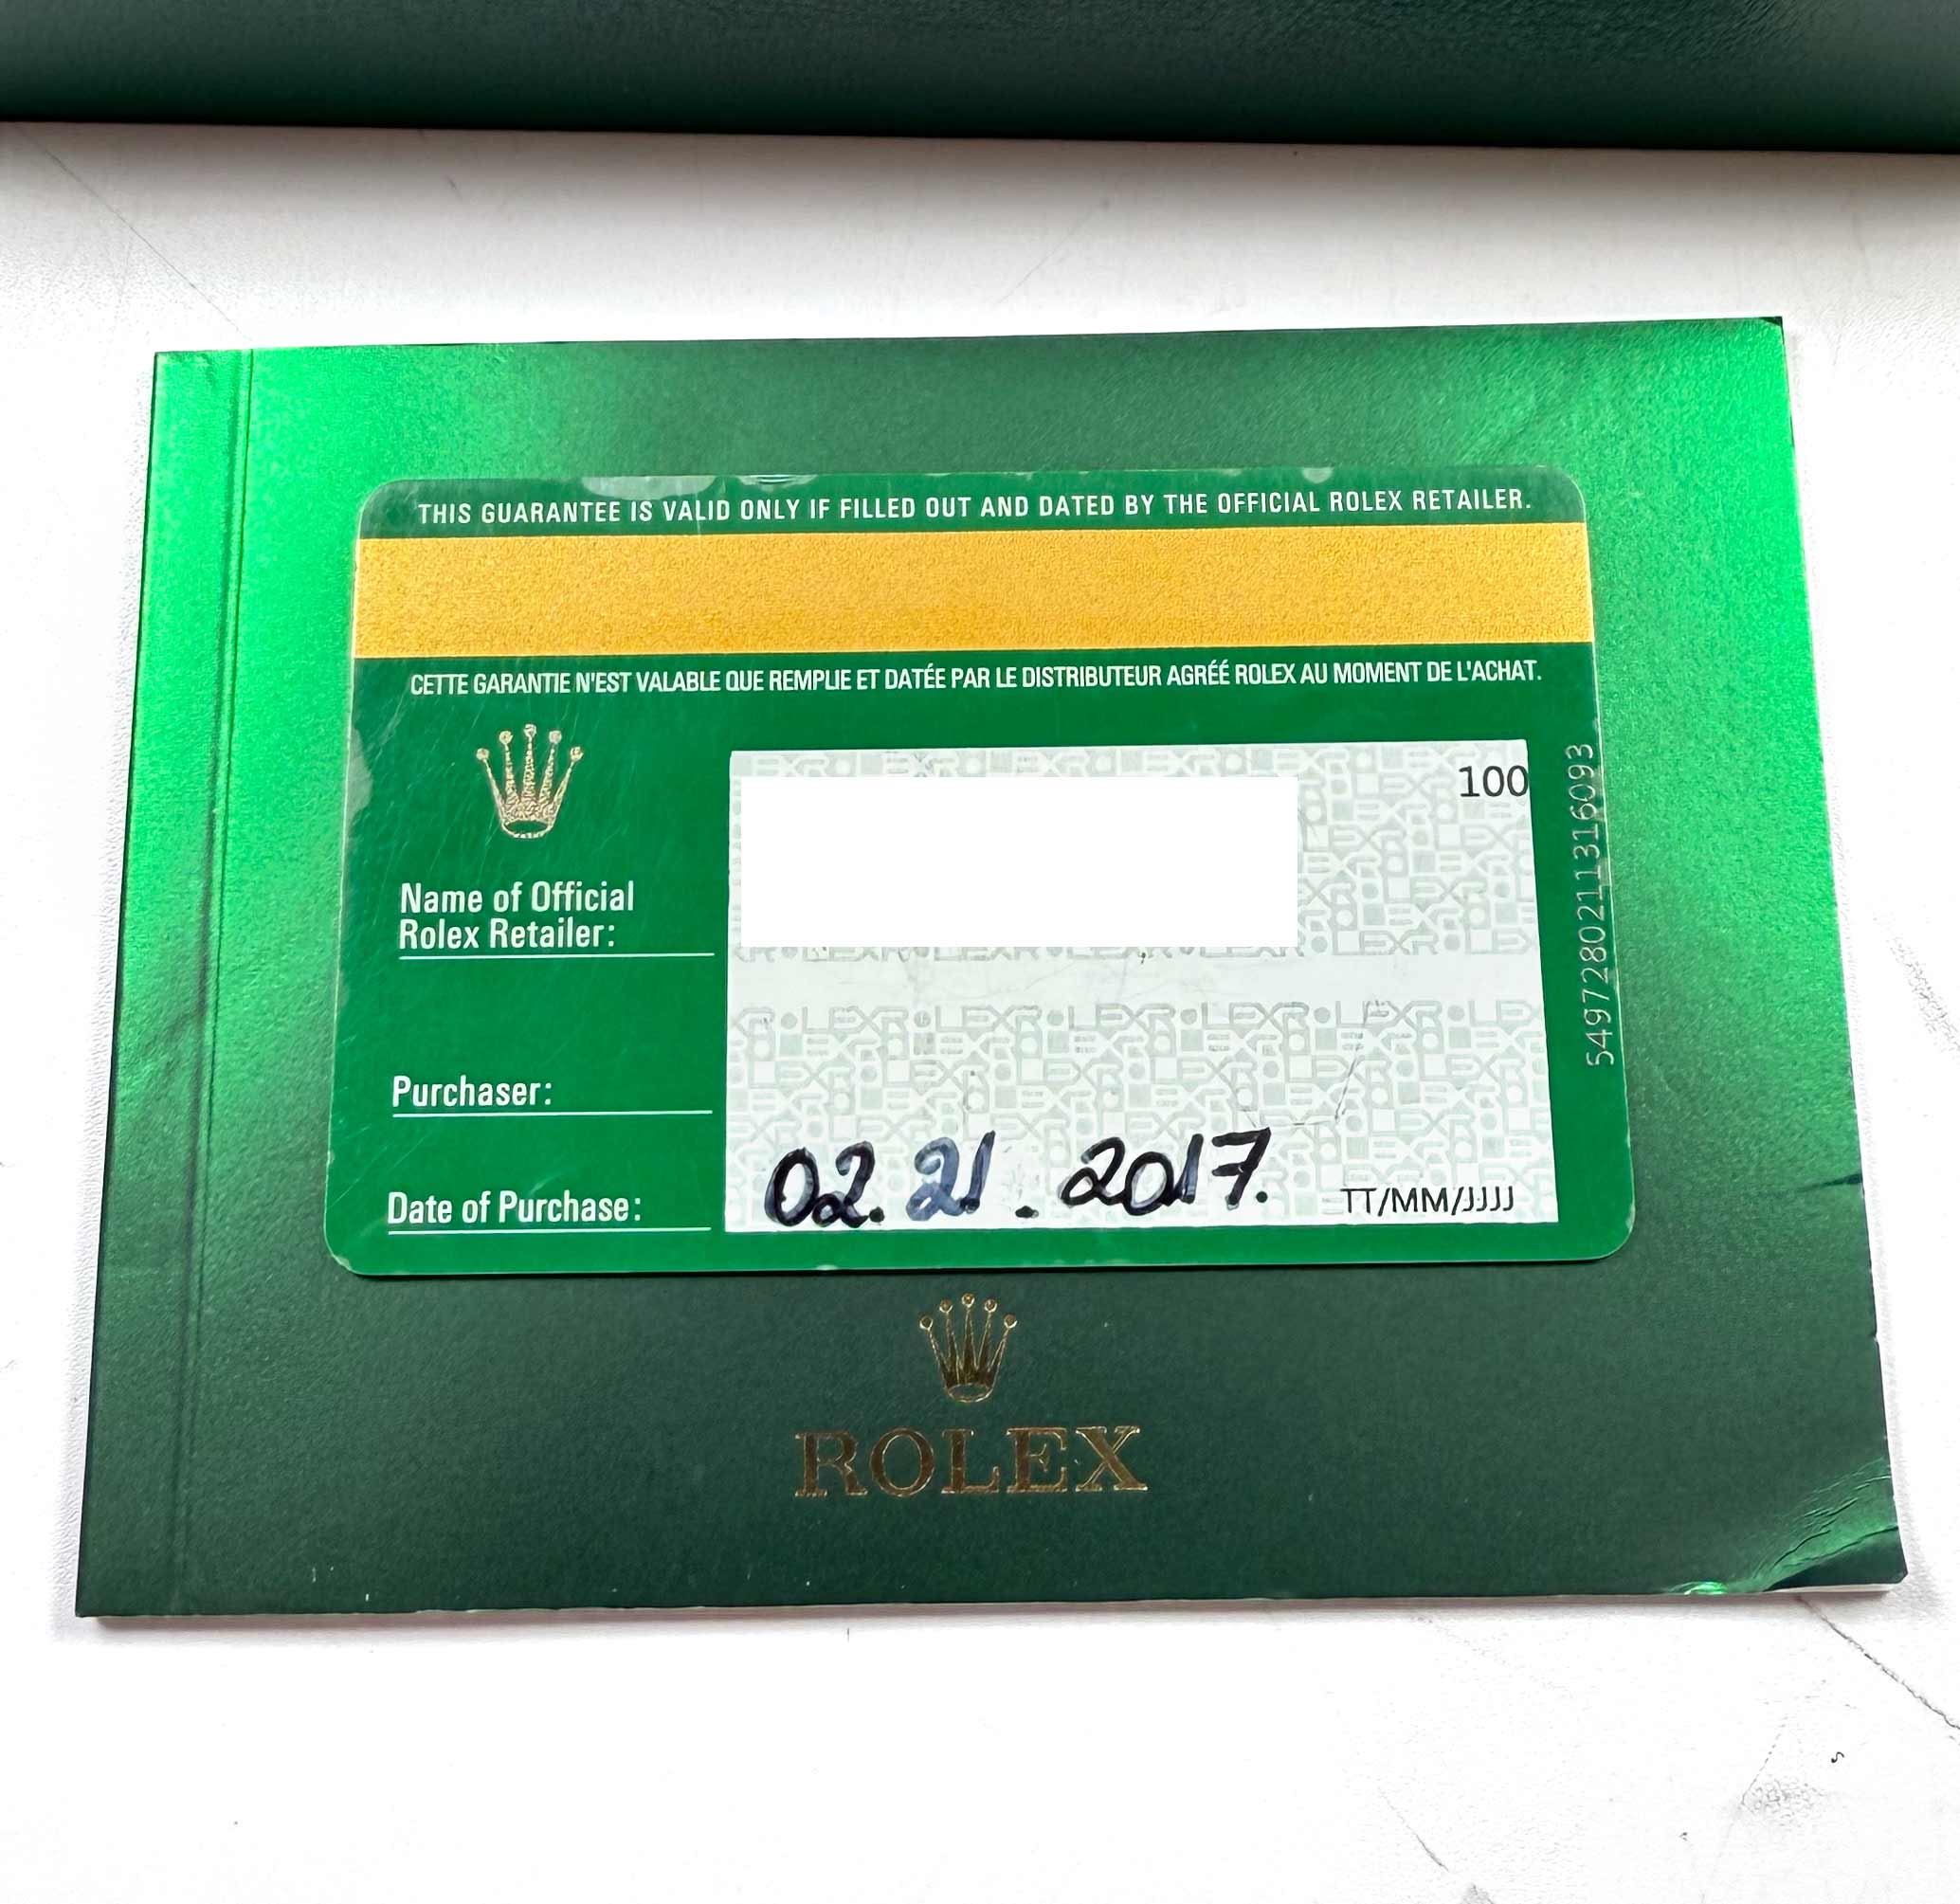 THIS GUARANTEE IS VALID ONLY IF FILLED OUT AND DATED BY THE OFFICIAL ROLEX RETAILER.
CETTE GARANTIE N'EST VALABLE QUE REMPLIE ET DATÉE PAR LE DISTRIBUTEUR AGRÉÉ ROLEX AU MOMENT DE L'ACHAT.
100
Name of Official
Rolex Retailer:
5497280211316093
Purchaser:
Date of Purchase: 02. 21. 2017. TT/MM/JJJJ
ROLEX